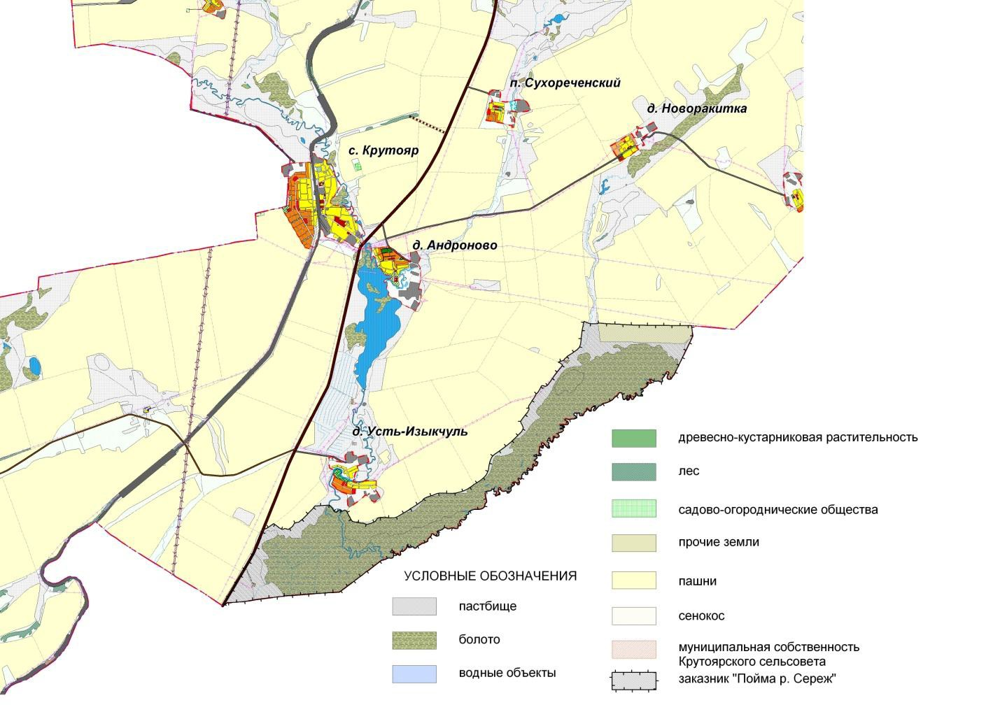 п. Сухореченский
д. Новоракитка
с. Крутояр
д. Андроново
д. Усть-Изыкчуль
УСЛОВНЫЕ ОБОЗНАЧЕНИЯ
пастбище
болото
водные объекты
древесно-кустарниковая растительность
лес
садово-огороднические общества
прочие земли
пашни
сенокос
муниципальная собственность
Крутоярского сельсовета
заказник "Пойма р. Сереж"